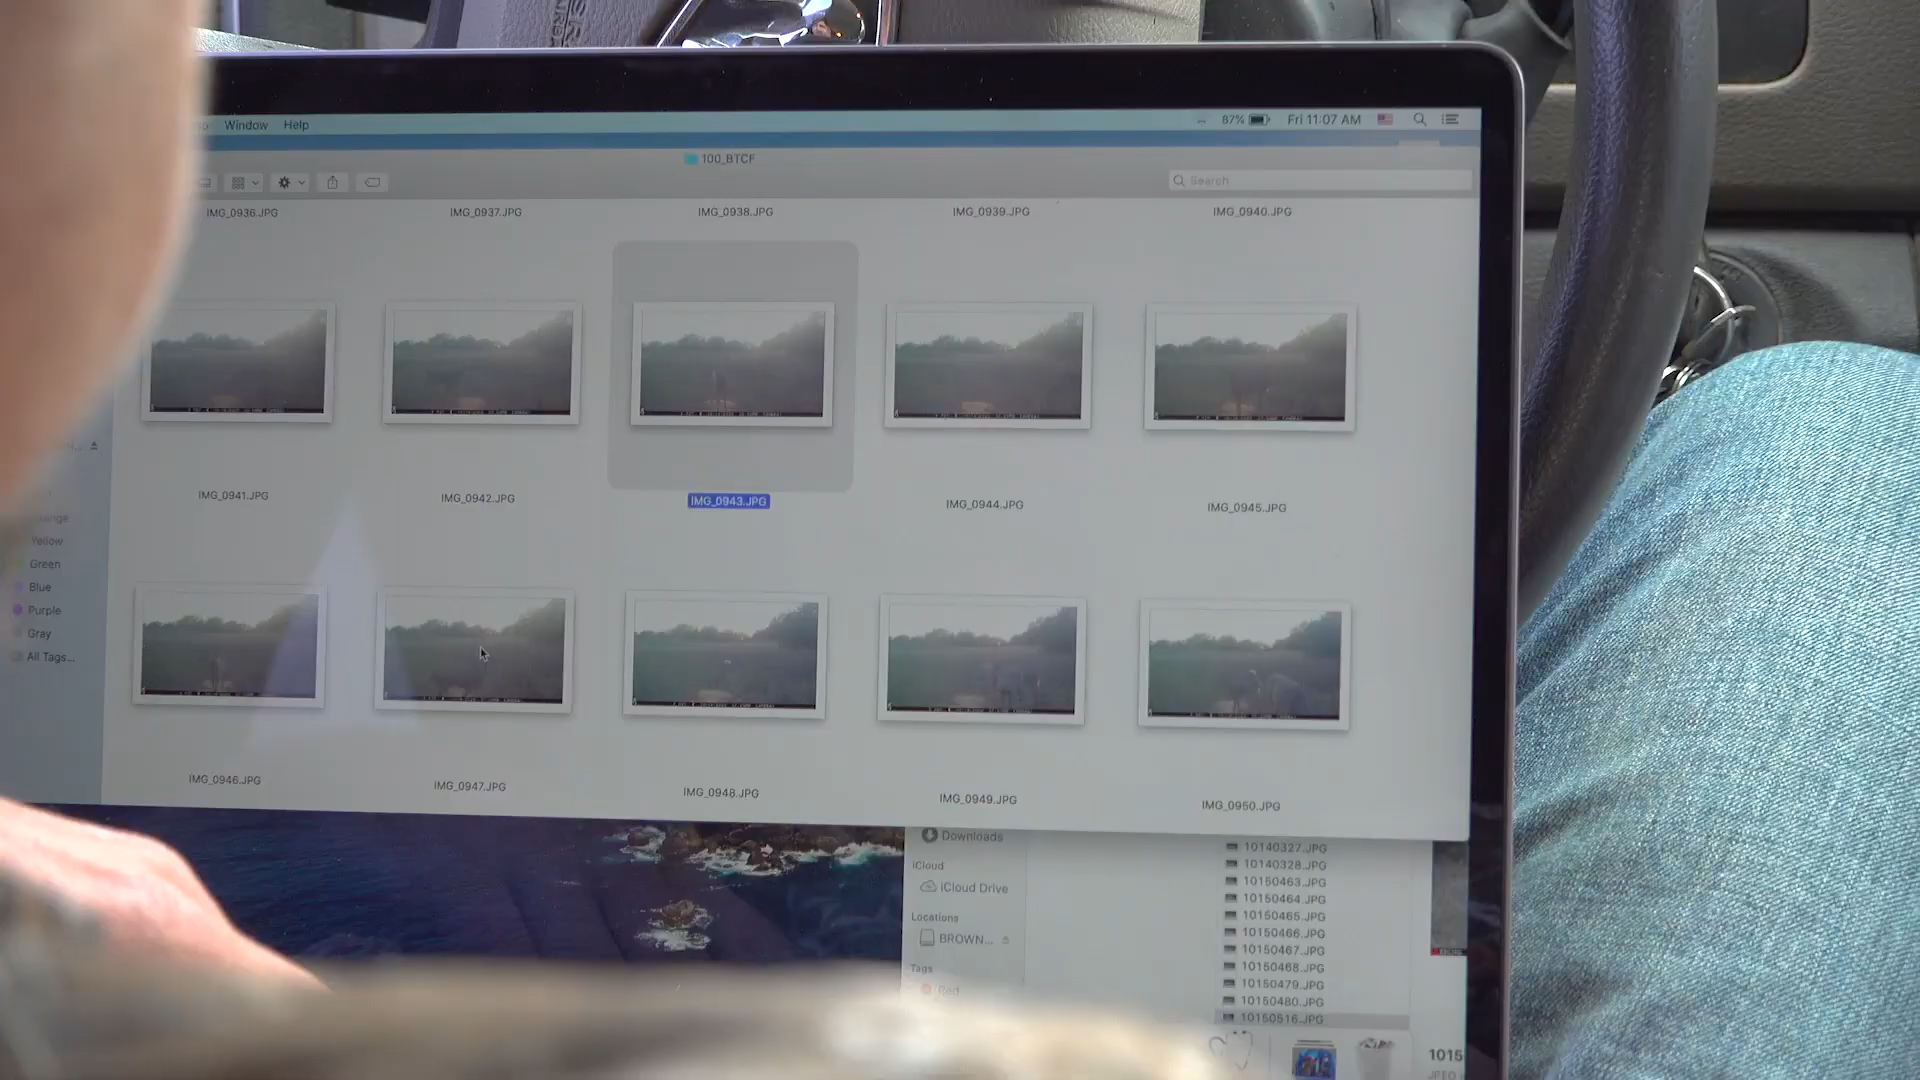 Window Help
87% Fri 11:07 AM
100_BTCF
Search
IMG_0936.JPG IMG_0937.JPG IMG_0938.JPG IMG_0939.JPG IMG_0940.JPG
IMG_0941.JPG IMG_0942.JPG IMG_0943.JPG IMG_0944.JPG IMG_0945.JPG
Yellow
Green
Blue
Purple
Gray
All Tags...
IMG_0946.JPG IMG_0947.JPG IMG_0948.JPG IMG_0949.JPG IMG_0950.JPG
Downloads
iCloud
iCloud Drive
Locations
BROWN...
Tags
Red
10140327.JPG
10140328.JPG
10150463.JPG
10150464.JPG
10150465.JPG
10150466.JPG
10150467.JPG
10150468.JPG
10150479.JPG
10150480.JPG
10150516.JPG
1015